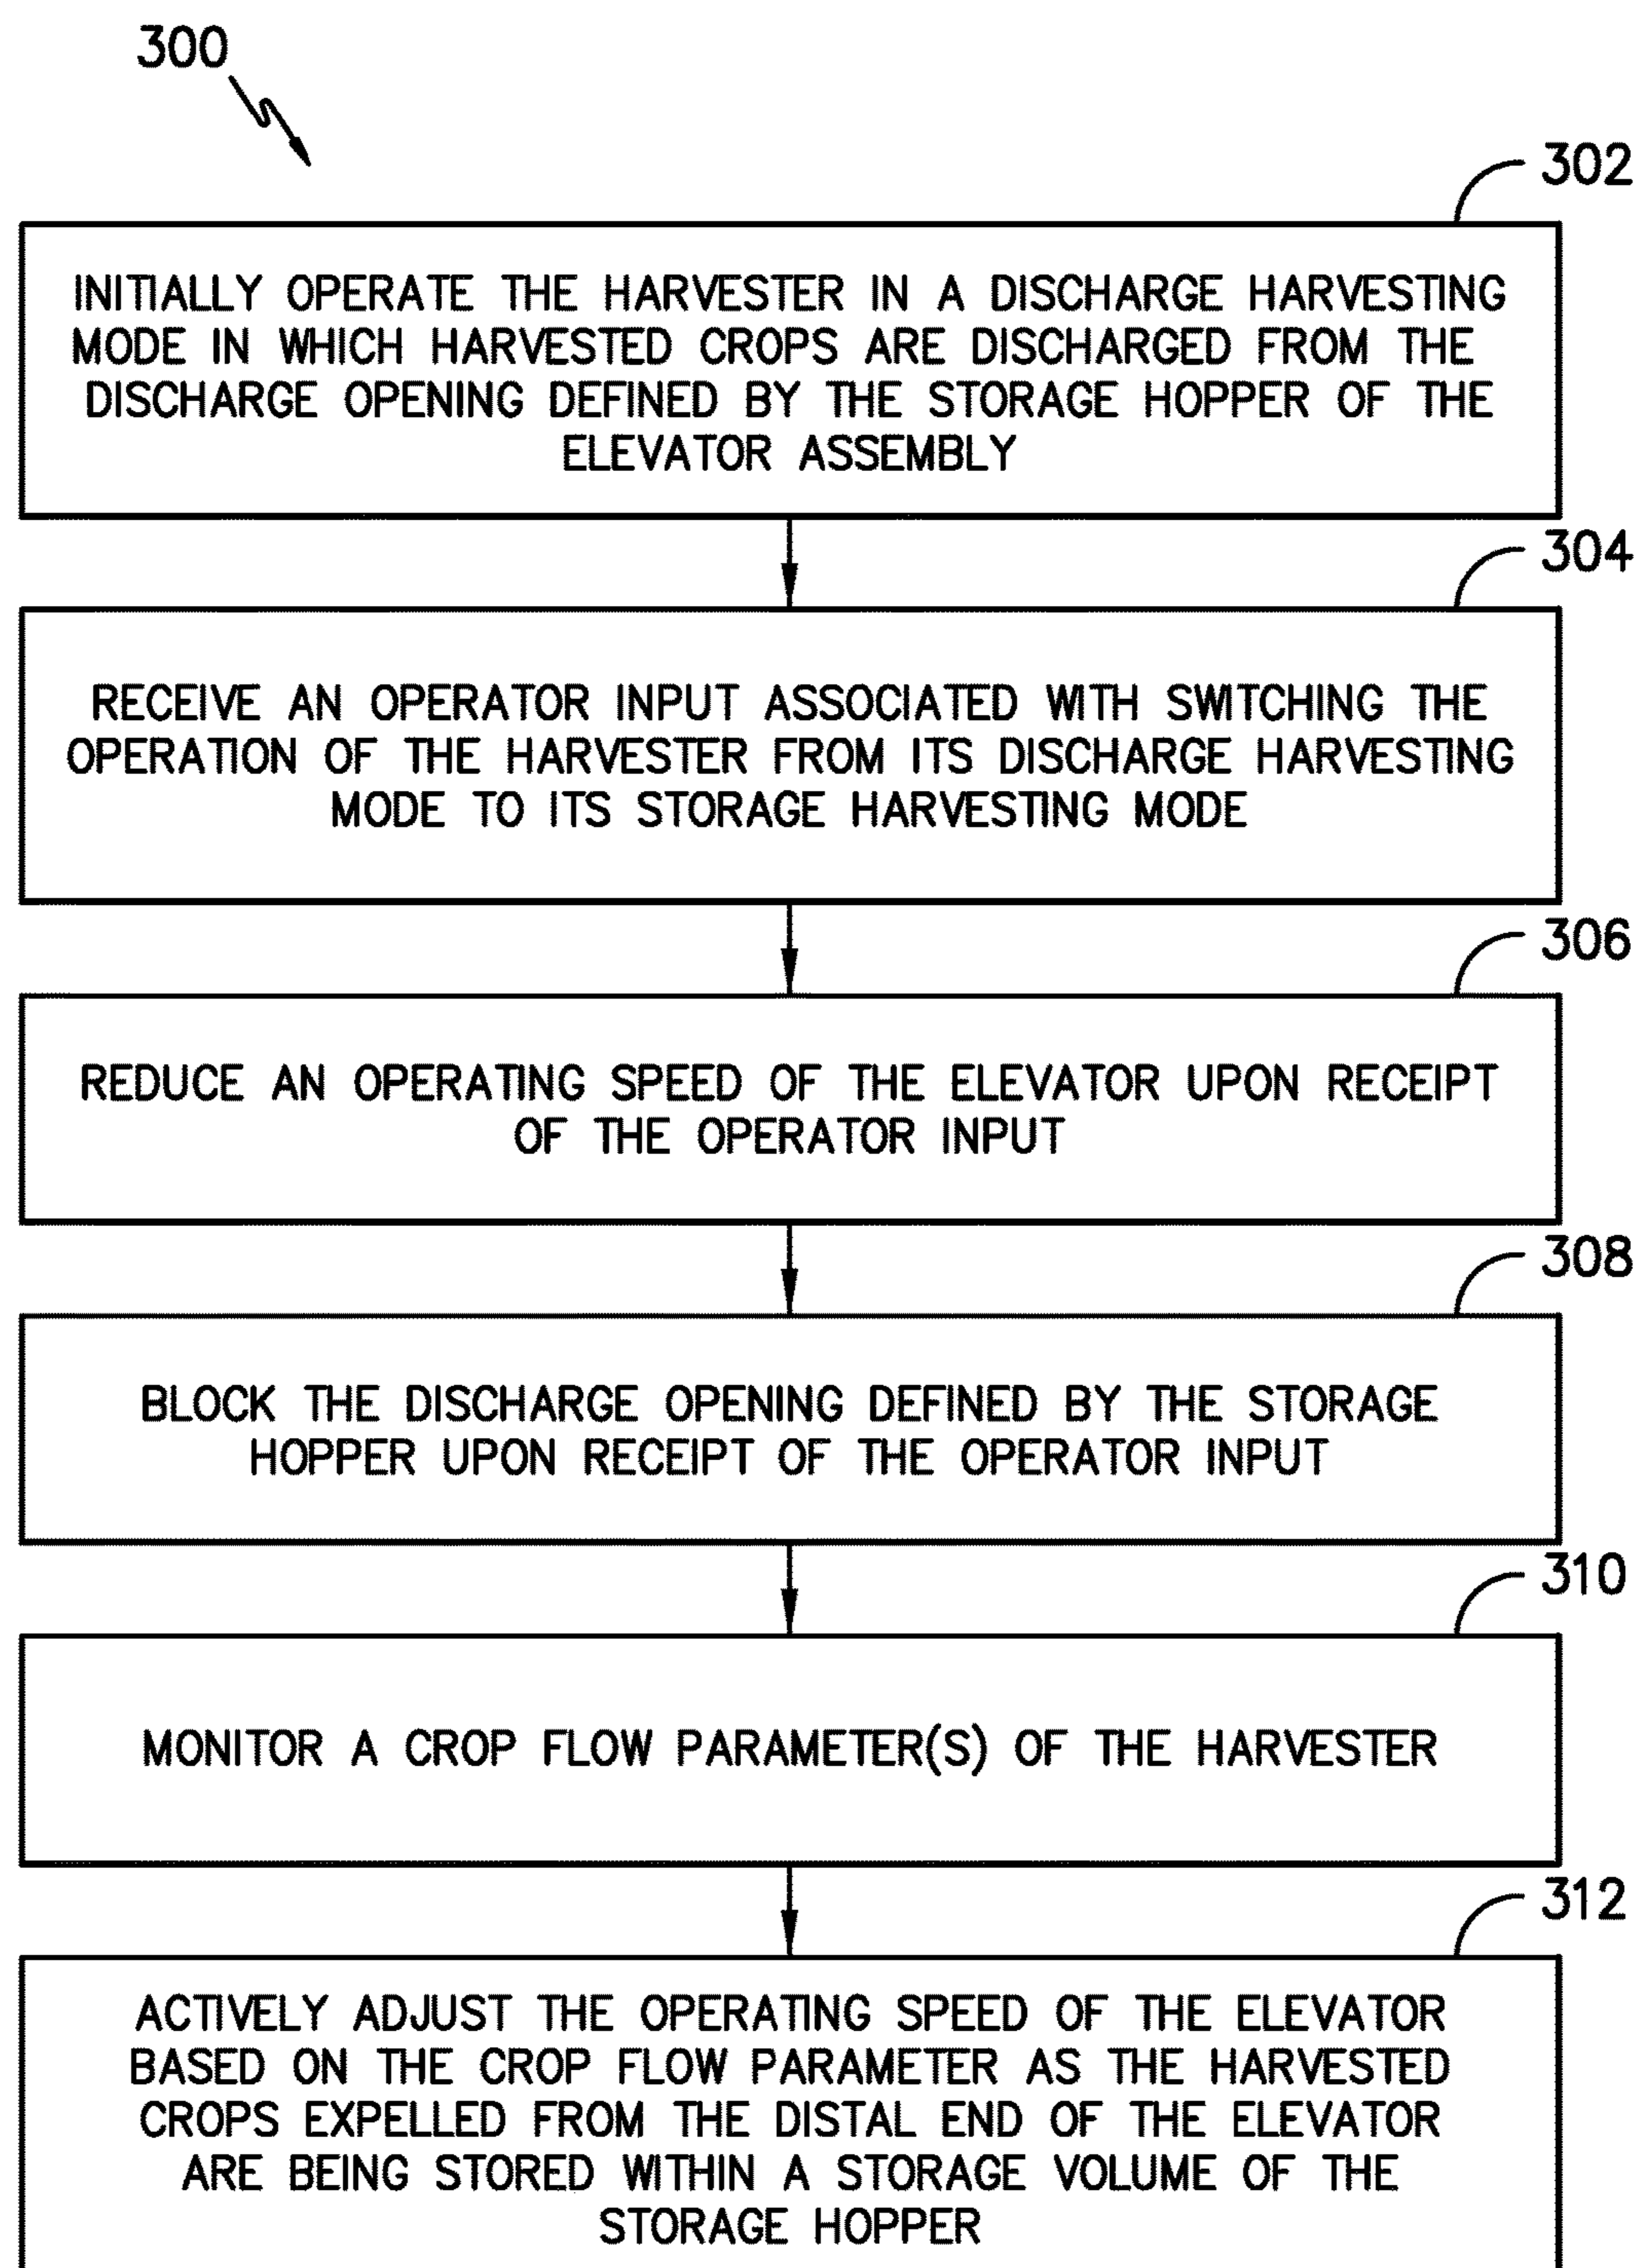 300
302
INITIALLY OPERATE THE HARVESTER IN A DISCHARGE HARVESTING
MODE IN WHICH HARVESTED CROPS ARE DISCHARGED FROM THE
DISCHARGE OPENING DEFINED BY THE STORAGE HOPPER OF THE
ELEVATOR ASSEMBLY
304
RECEIVE AN OPERATOR INPUT ASSOCIATED WITH SWITCHING THE
OPERATION OF THE HARVESTER FROM ITS DISCHARGE HARVESTING
MODE TO ITS STORAGE HARVESTING MODE
306
REDUCE AN OPERATING SPEED OF THE ELEVATOR UPON RECEIPT
OF THE OPERATOR INPUT
308
BLOCK THE DISCHARGE OPENING DEFINED BY THE STORAGE
HOPPER UPON RECEIPT OF THE OPERATOR INPUT
310
MONITOR A CROP FLOW PARAMETER(S) OF THE HARVESTER
312
ACTIVELY ADJUST THE OPERATING SPEED OF THE ELEVATOR
BASED ON THE CROP FLOW PARAMETER AS THE HARVESTED
CROPS EXPELLED FROM THE DISTAL END OF THE ELEVATOR
ARE BEING STORED WITHIN A STORAGE VOLUME OF THE
STORAGE HOPPER